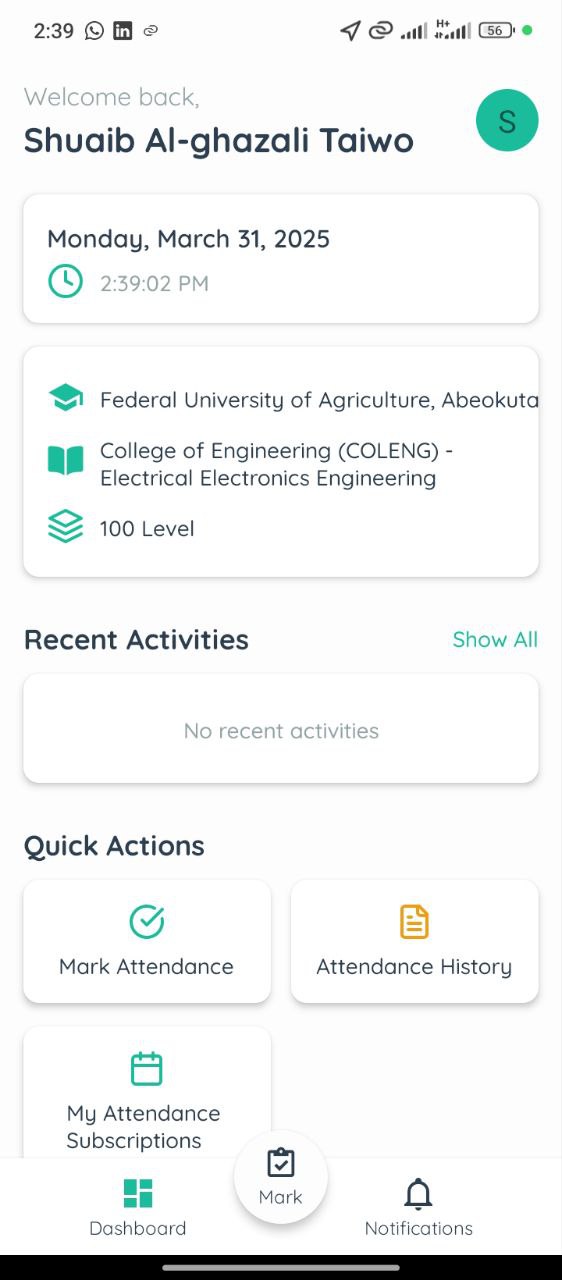 2:39
H+
56
Welcome back,
Shuaib Al-ghazali Taiwo
S
Monday, March 31, 2025
2:39:02 PM
Federal University of Agriculture, Abeokuta
College of Engineering (COLENG) -
Electrical Electronics Engineering
100 Level
Recent Activities
Show All
No recent activities
Quick Actions
Mark Attendance
Attendance History
My Attendance
Subscriptions
Mark
Dashboard
Notifications